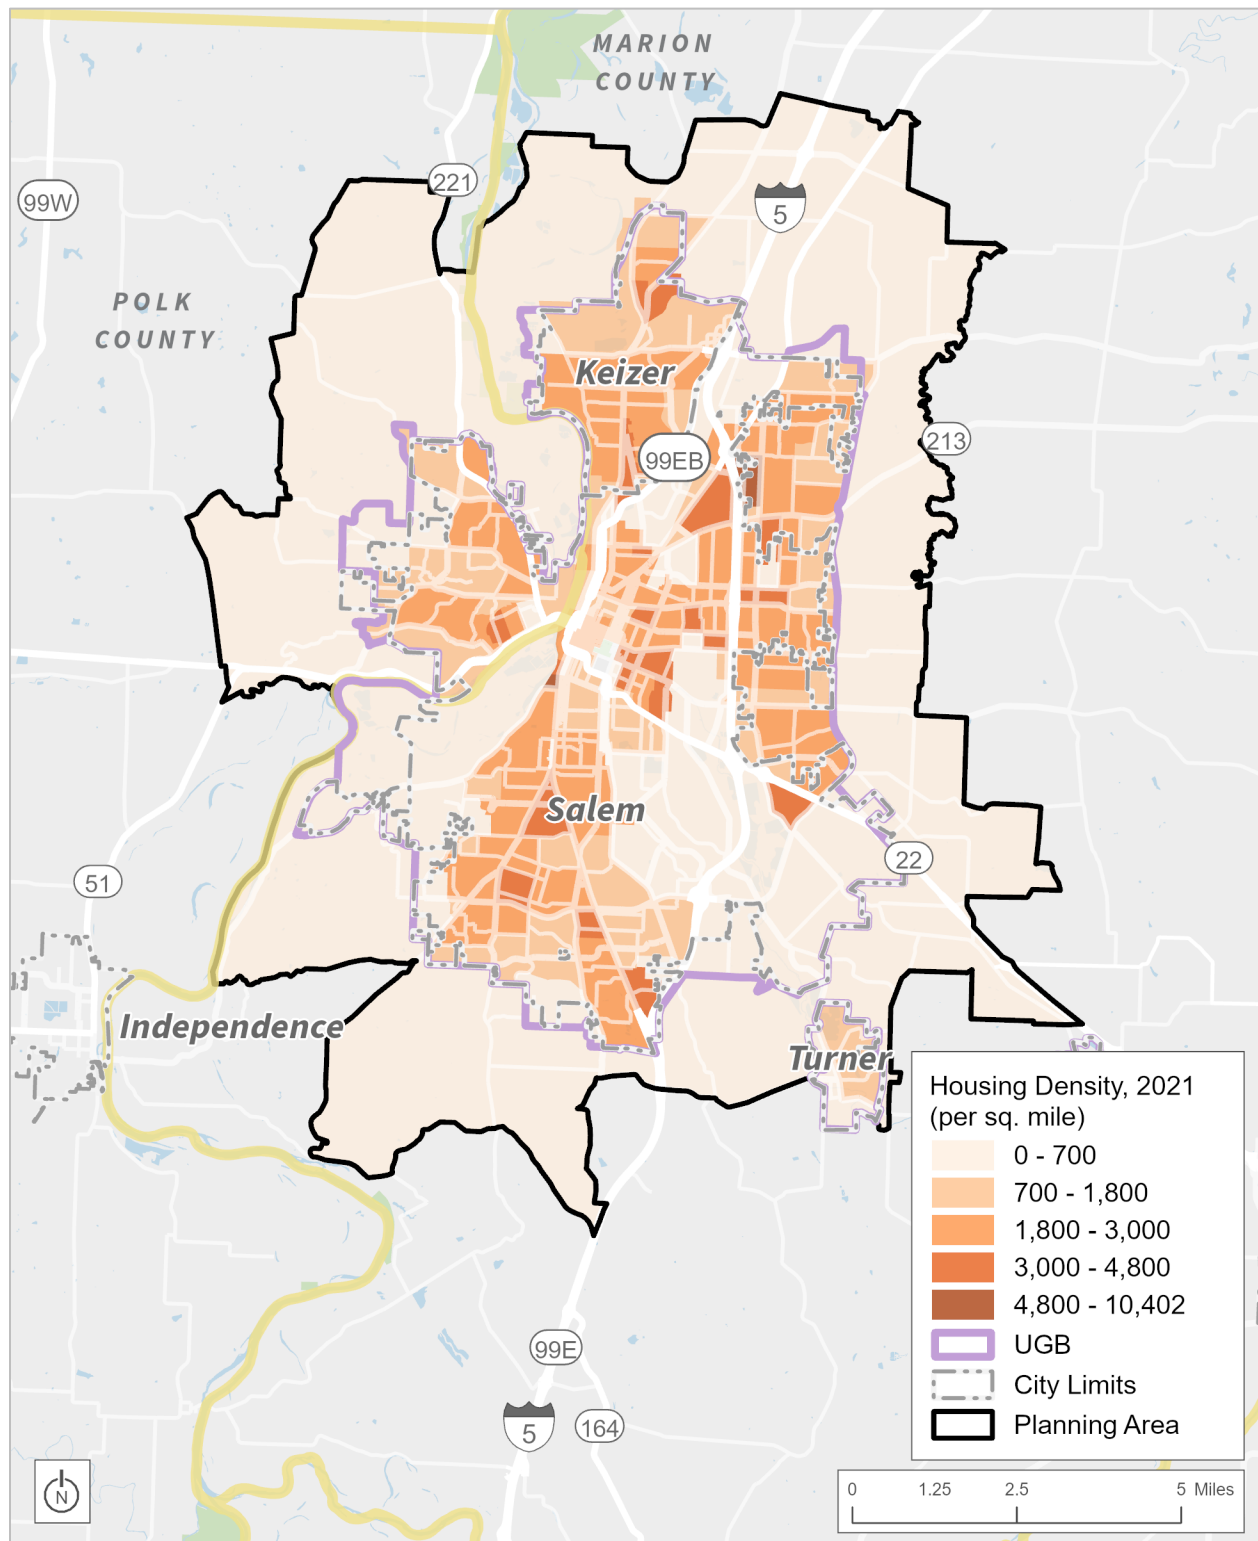 MARION
COUNTY
221
99W
5
POLK
COUNTY
Keizer
213
99EB
Salem
22
51
Independence
Turner
Housing Density, 2021
(per sq. mile)
0 - 700
700 - 1,800
1,800 - 3,000
3,000 - 4,800
4,800 - 10,402
UGB
City Limits
Planning Area
99E
5
164
N
0 1.25 2.5 5 Miles